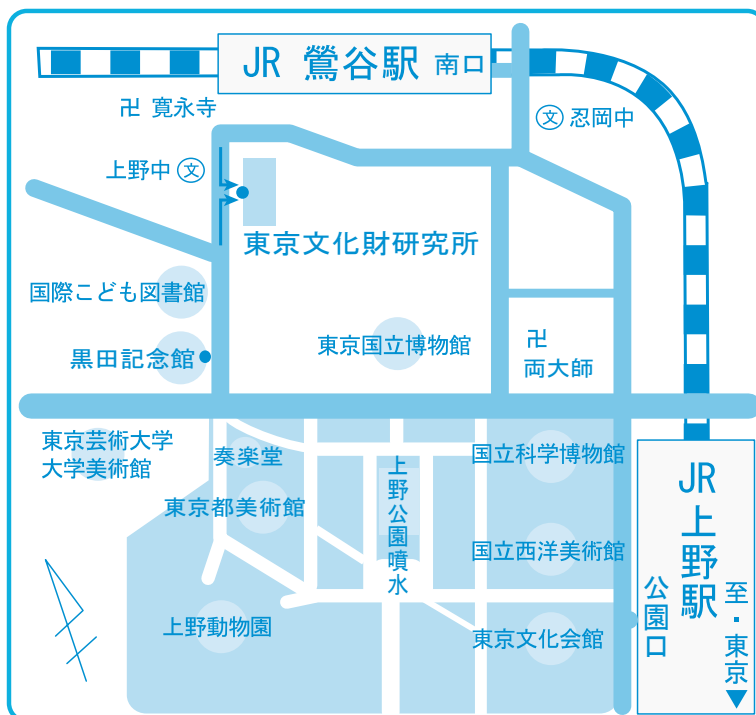 JR 鶯谷駅 南口
卍 寛永寺
文 忍岡中
上野中 文
東京文化財研究所
国際こども図書館
東京国立博物館
卍
両大師
黒田記念館
東京芸術大学
大学美術館
奏楽堂
東京都美術館
上野公園噴水
国立科学博物館
国立西洋美術館
上野動物園
東京文化会館
JR上野駅
公園口
至・東京